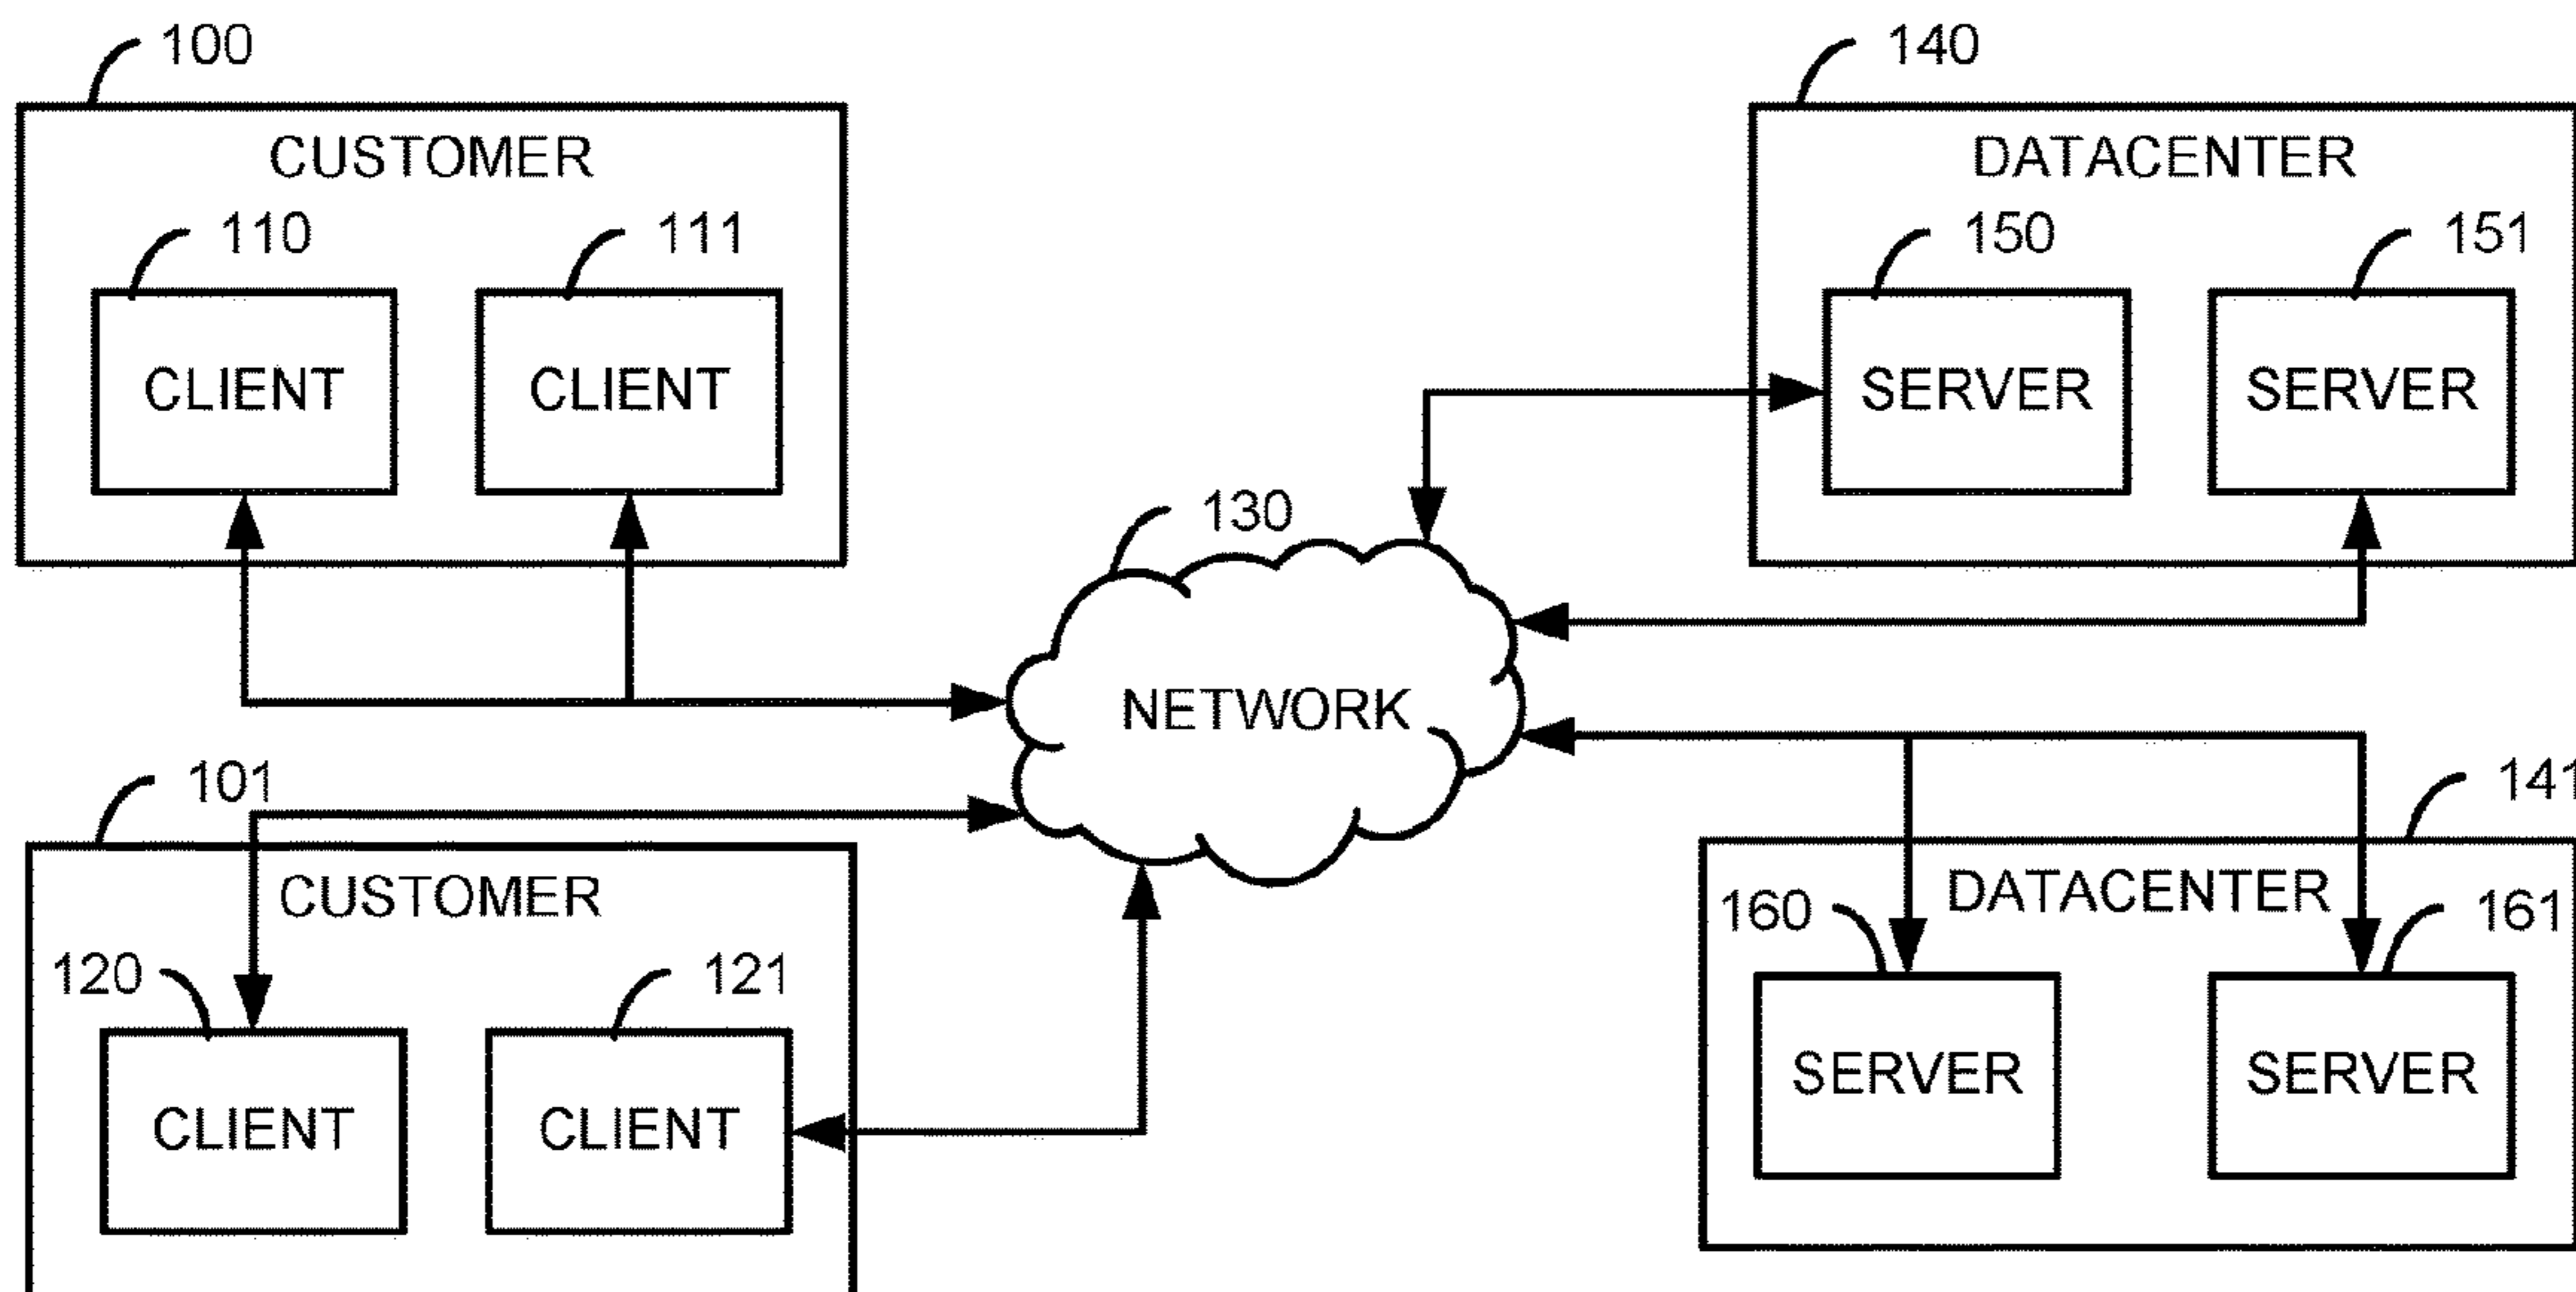 100
CUSTOMER
110
111
CLIENT
CLIENT
140
DATACENTER
150
151
SERVER
SERVER
130
NETWORK
101
CUSTOMER
120
121
CLIENT
CLIENT
141
DATACENTER
160
161
SERVER
SERVER